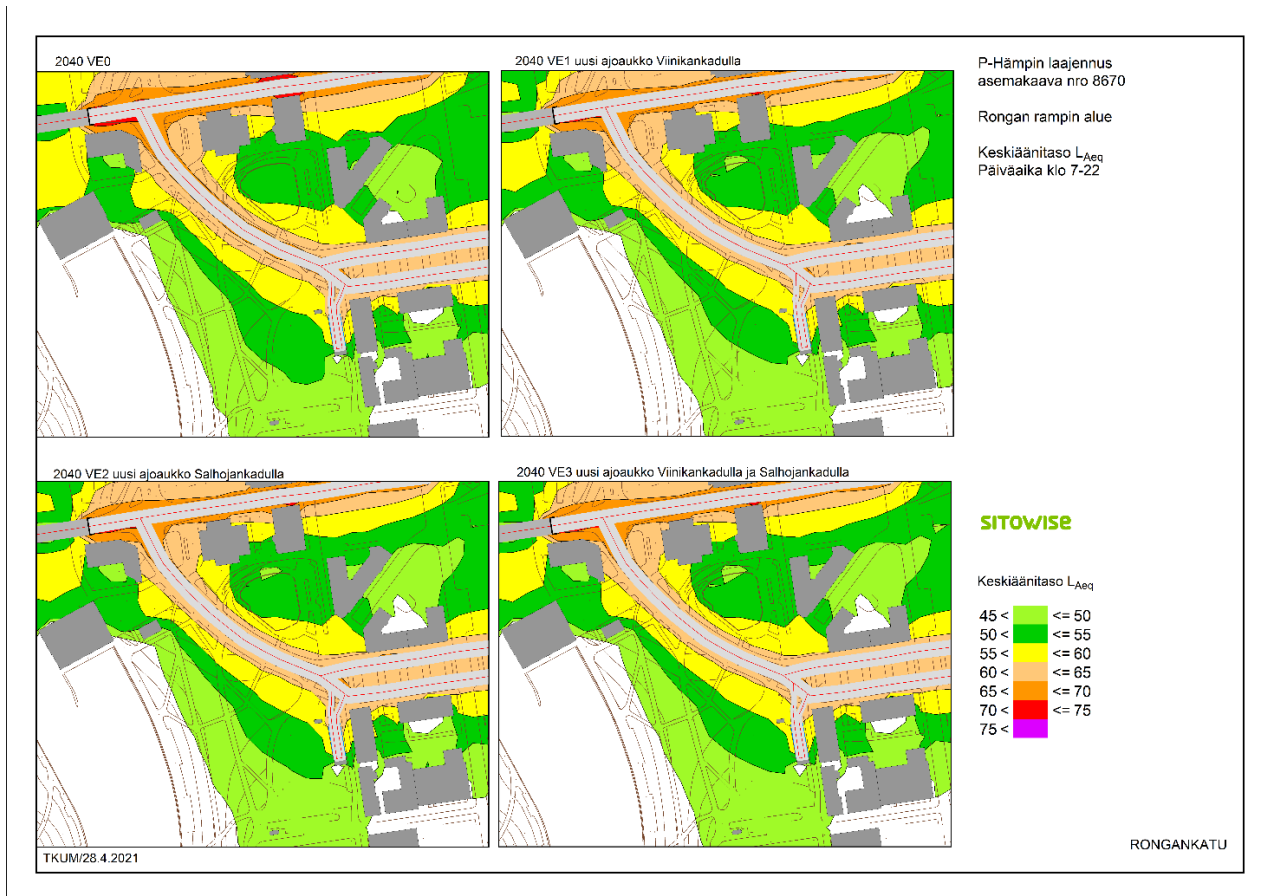 2040 VE0
2040 VE1 uusi ajoaukko Viinikankadulla
P-Hämpin laajennus
asemakaava nro 8670
Rongan rampin alue
Keskiäänitaso LAeq
Päiväaika klo 7-22
2040 VE2 uusi ajoaukko Salhojankadulla
2040 VE3 uusi ajoaukko Viinikankadulla ja Salhojankadulla
SITOWISE
Keskiäänitaso LAeq
45 < <= 50
50 < <= 55
55 < <= 60
60 < <= 65
65 < <= 70
70 < <= 75
75 <
RONGANKATU
TKUM/28.4.2021